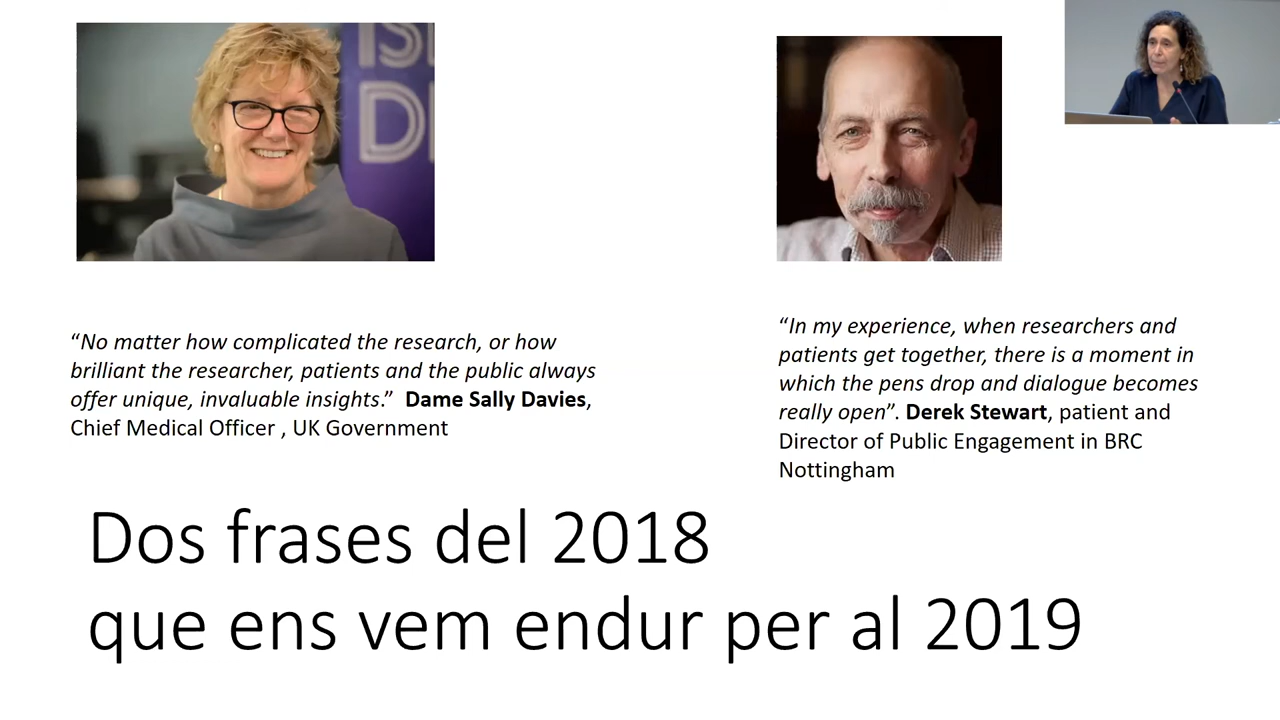 “No matter how complicated the research, or how
brilliant the researcher, patients and the public always
offer unique, invaluable insights.”  Dame Sally Davies,
Chief Medical Officer , UK Government
“In my experience, when researchers and
patients get together, there is a moment in
which the pens drop and dialogue becomes
really open”. Derek Stewart, patient and
Director of Public Engagement in BRC
Nottingham
Dos frases del 2018
que ens vem endur per al 2019